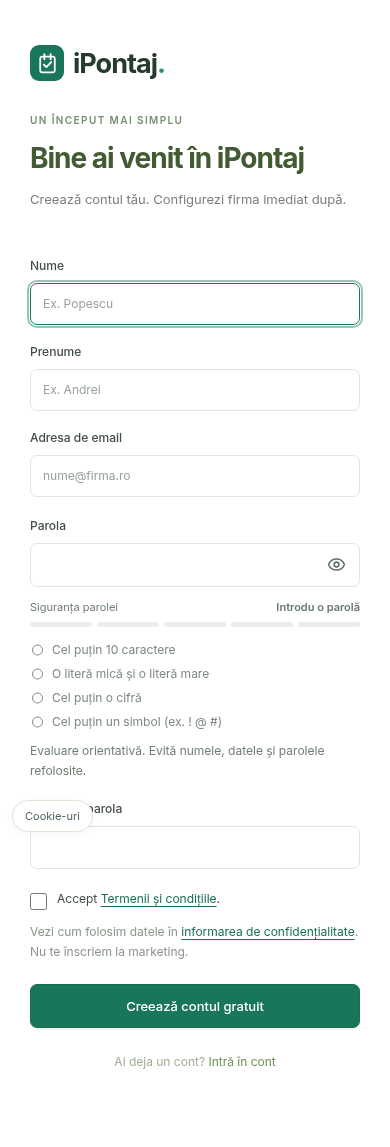 iPontaj.
UN ÎNCEPUT MAI SIMPLU
Bine ai venit în iPontaj
Creează contul tău. Configurezi firma imediat după.
Nume
Ex. Popescu
Prenume
Ex. Andrei
Adresa de email
nume@firma.ro
Parola
Siguranța parolei
Introdu o parolă
Cel puțin 10 caractere
O literă mică și o literă mare
Cel puțin o cifră
Cel puțin un simbol (ex. ! @ #)
Evaluare orientativă. Evită numele, datele și parolele
refolosite.
parola
Cookie-uri
Accept Termenii și condițiile.
Vezi cum folosim datele în informarea de confidențialitate.
Nu te înscriem la marketing.
Creează contul gratuit
Ai deja un cont? Intră în cont